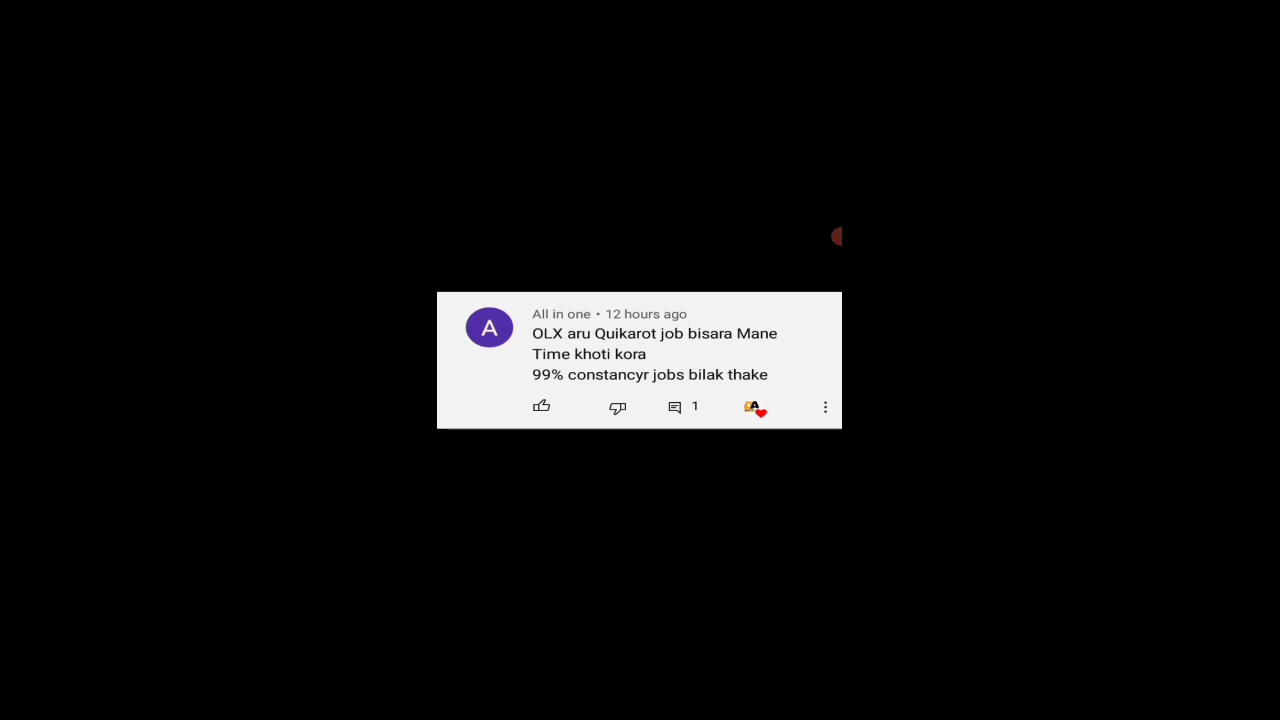 A
All in one • 12 hours ago
OLX aru Quikarot job bisara Mane
Time khoti kora
99% constancyr jobs bilak thake
1